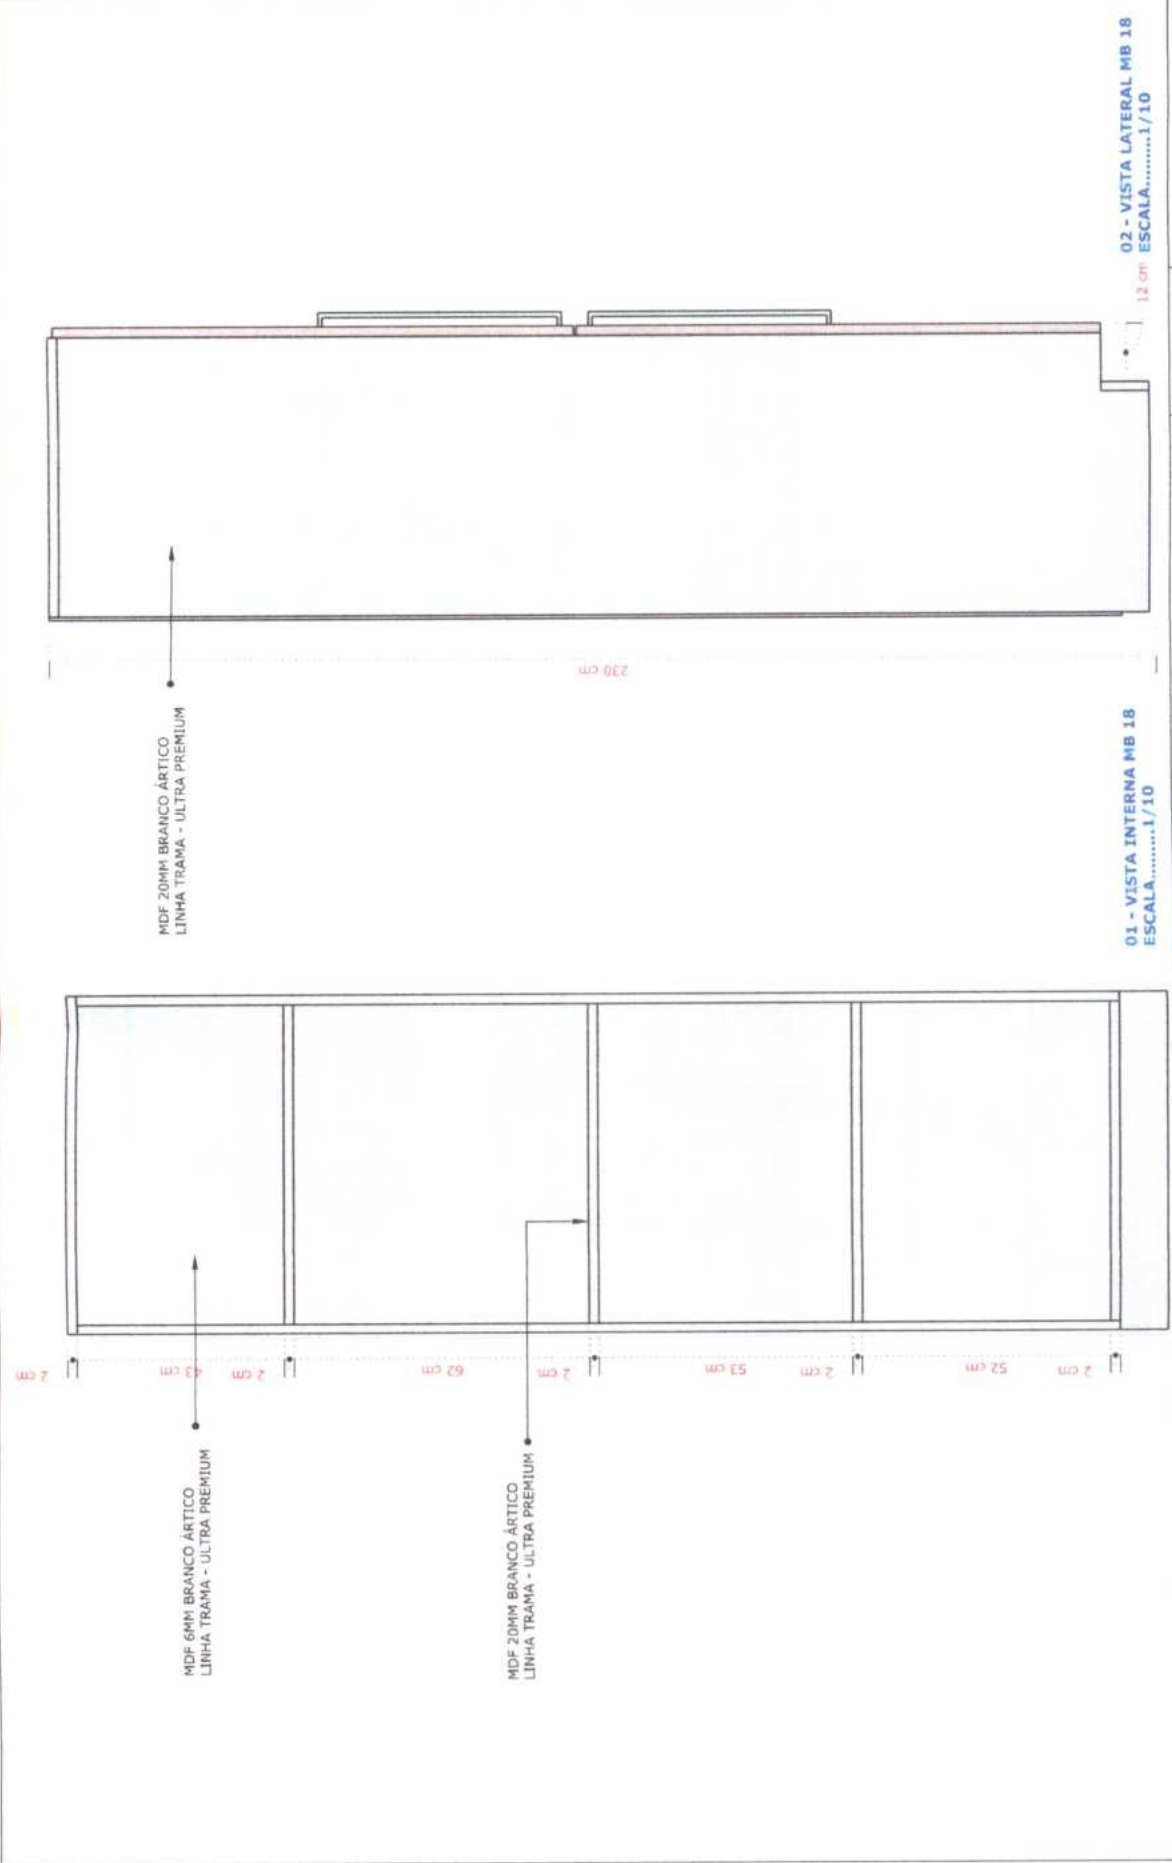 MDF 6MM BRANCO ÁRTICO
LINHA TRAMA - ULTRA PREMIUM
MDF 20MM BRANCO ÁRTICO
LINHA TRAMA - ULTRA PREMIUM
2 cm
43 cm
2 cm
62 cm
2 cm
53 cm
2 cm
52 cm
2 cm
01 - VISTA INTERNA MB 18
ESCALA.........1/10
MDF 20MM BRANCO ÁRTICO
LINHA TRAMA - ULTRA PREMIUM
230 cm
12 cm
02 - VISTA LATERAL MB 18
ESCALA.........1/10